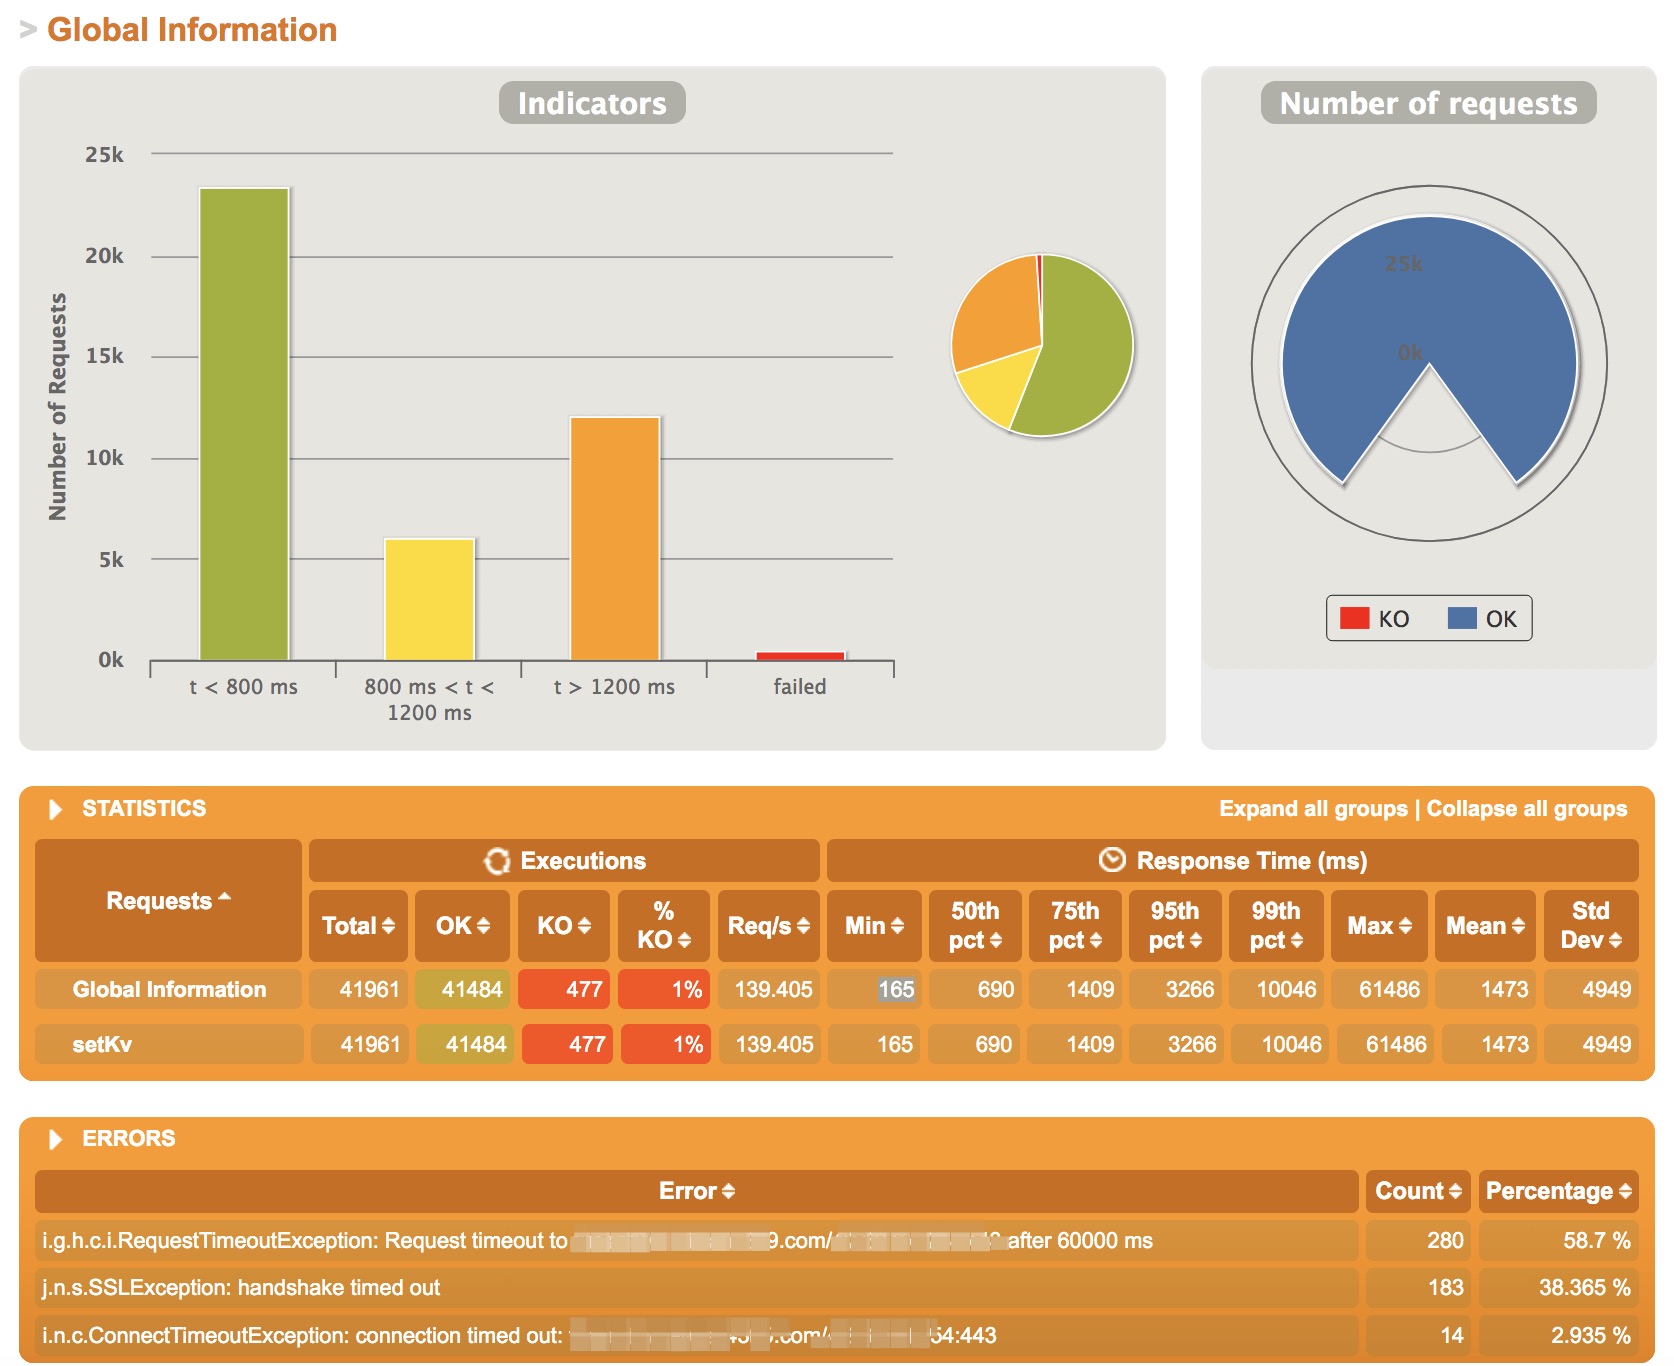 > Global Information
Indicators
25k
20k
15k
10k
5k
0k
Number of Requests
t < 800 ms
800 ms < t <
1200 ms
t > 1200 ms
failed
Number of requests
25k
0k
KO OK
STATISTICS Expand all groups | Collapse all groups
Requests Executions Response Time (ms)
Total OK KO % KO Req/s Min 50th pct 75th pct 95th pct 99th pct Max Mean Std Dev
Global Information 41961 41484 477 1% 139.405 165 690 1409 3266 10046 61486 1473 4949
setKv 41961 41484 477 1% 139.405 165 690 1409 3266 10046 61486 1473 4949
ERRORS
Error Count Percentage
i.g.h.c.i.RequestTimeoutException: Request timeout to 9.com/ after 60000 ms 280 58.7 %
j.n.s.SSLException: handshake timed out 183 38.365 %
i.n.c.ConnectTimeoutException: connection timed out: .com/ 54:443 14 2.935 %